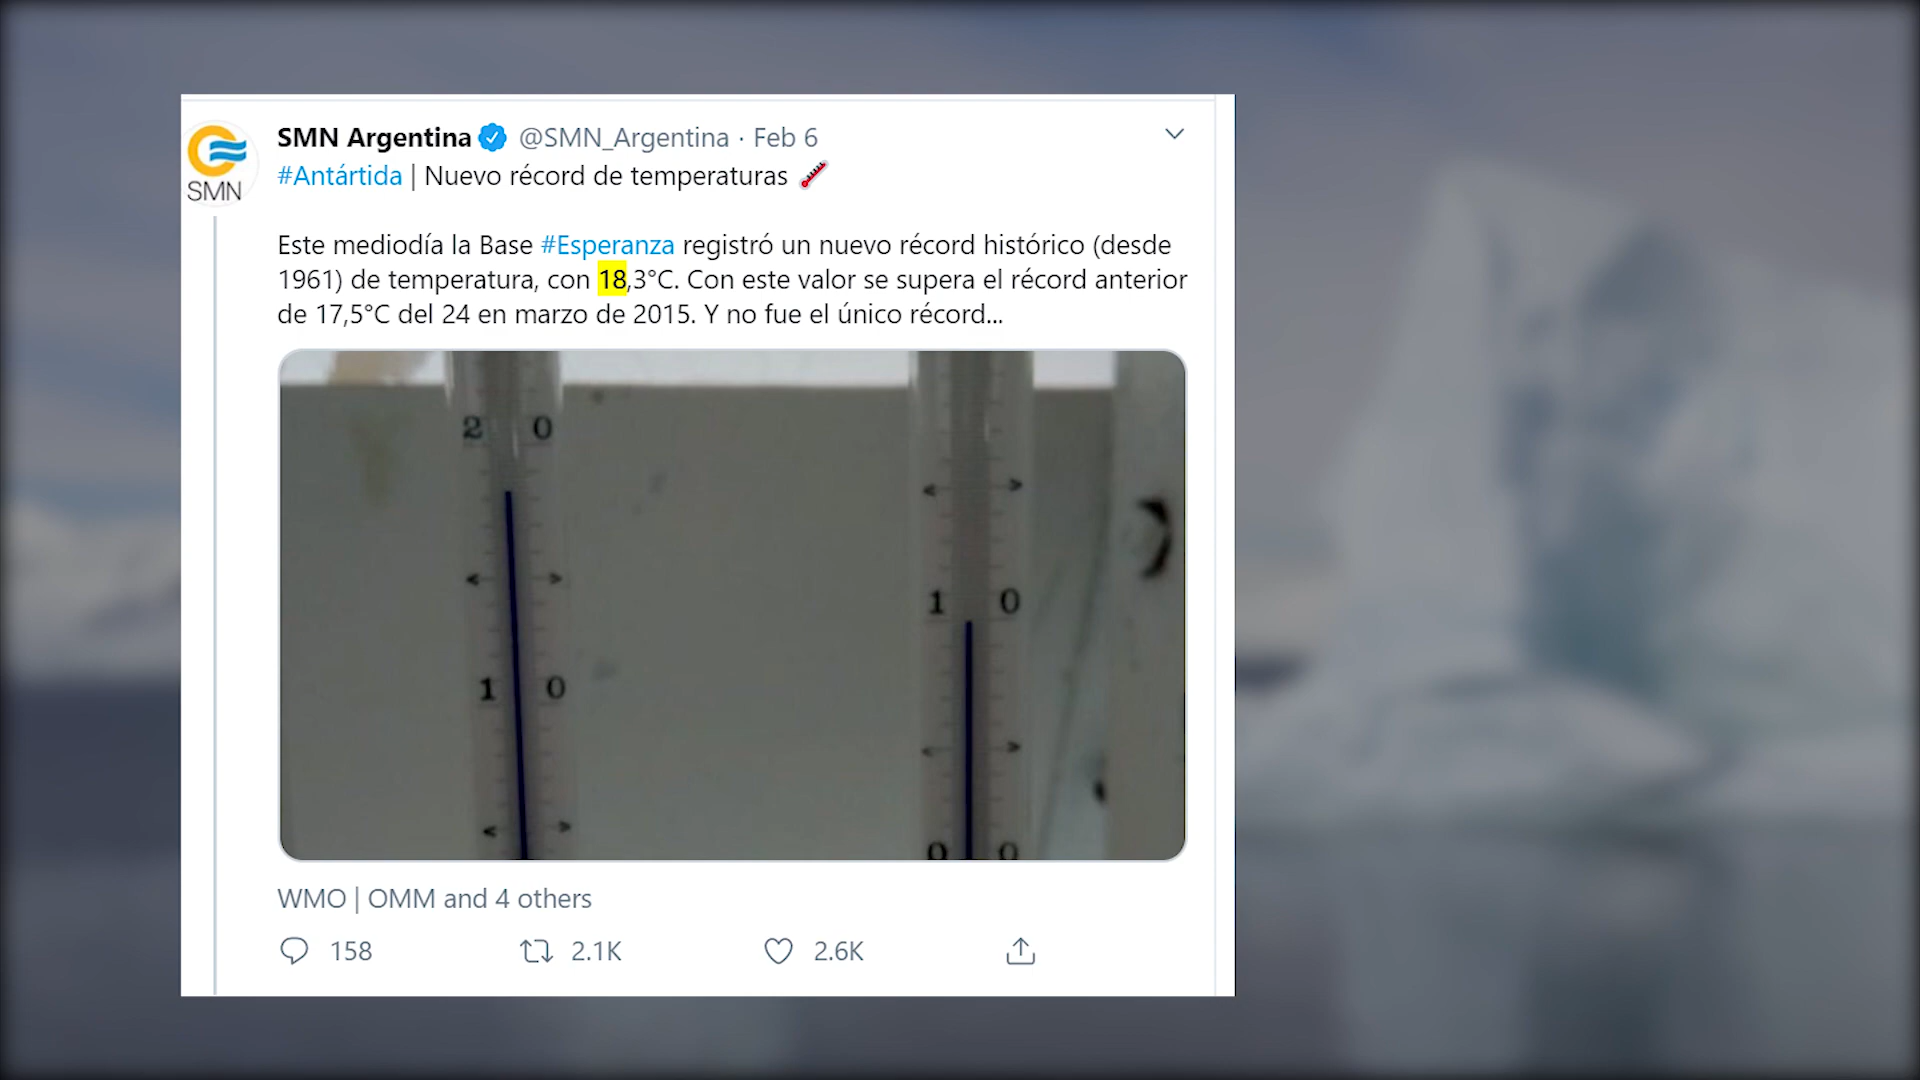 SMN Argentina @SMN_Argentina · Feb 6
SMN
#Antártida | Nuevo récord de temperaturas 🌡️
Este mediodía la Base #Esperanza registró un nuevo récord histórico (desde
1961) de temperatura, con 18,3°C. Con este valor se supera el récord anterior
de 17,5°C del 24 en marzo de 2015. Y no fue el único récord...
2 0
1 0
1 0
0 0
WMO | OMM and 4 others
158 2.1K 2.6K